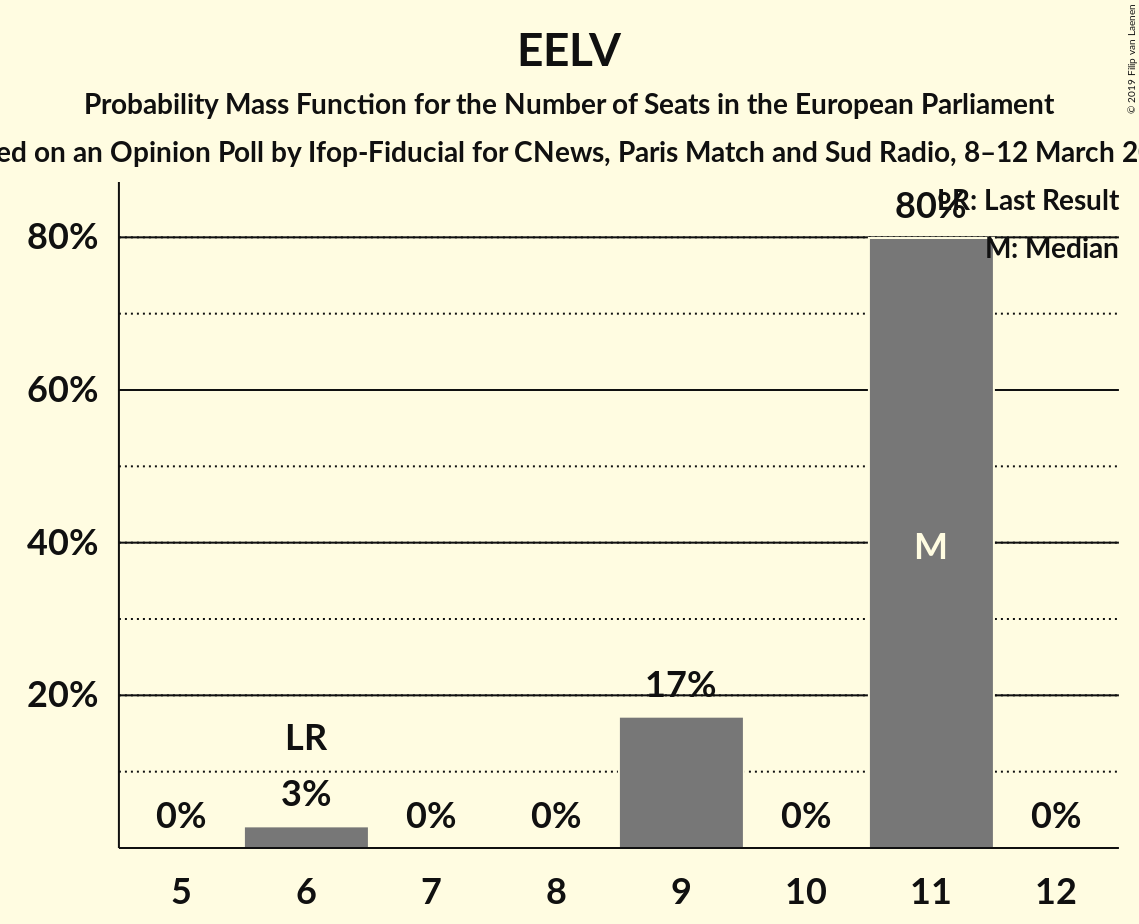 EELV
Probability Mass Function for the Number of Seats in the European Parliament
on an Opinion Poll by Ifop-Fiducial for CNews, Paris Match and Sud Radio, 8–12 March
© 2019 Filip van Laenen
LR: Last Result
M: Median
80%
60%
40%
20%
0%
LR
3%
0%
0%
17%
0%
80%
M
0%
5 6 7 8 9 10 11 12